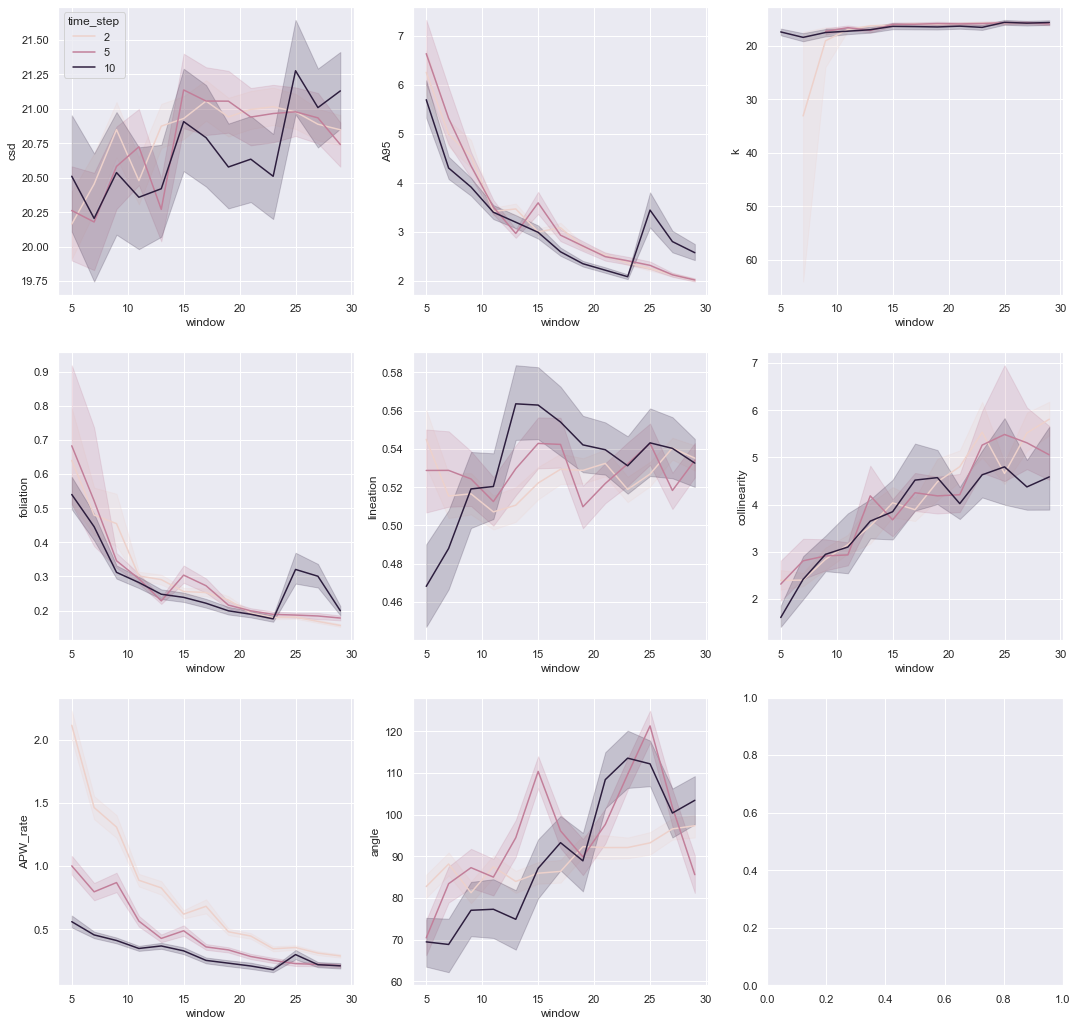 time_step
2
5
10
21.50
21.25
21.00
20.75
20.50
20.25
20.00
19.75
csd
5 10 15 20 25 30
window
7
6
5
4
3
2
A95
5 10 15 20 25 30
window
20
30
40
50
60
k
5 10 15 20 25 30
window
0.9
0.8
0.7
0.6
0.5
0.4
0.3
0.2
foliation
5 10 15 20 25 30
window
0.58
0.56
0.54
0.52
0.50
0.48
0.46
lineation
5 10 15 20 25 30
window
7
6
5
4
3
2
collinearity
5 10 15 20 25 30
window
2.0
1.5
1.0
0.5
APW_rate
5 10 15 20 25 30
window
120
110
100
90
80
70
60
angle
5 10 15 20 25 30
window
1.0
0.8
0.6
0.4
0.2
0.0
0.0 0.2 0.4 0.6 0.8 1.0